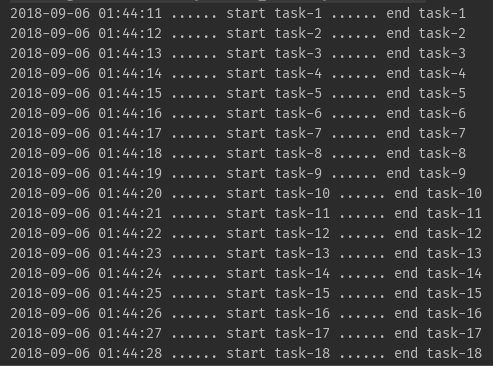 2018-09-06 01:44:11 ...... start task-1 ...... end task-1
2018-09-06 01:44:12 ...... start task-2 ...... end task-2
2018-09-06 01:44:13 ...... start task-3 ...... end task-3
2018-09-06 01:44:14 ...... start task-4 ...... end task-4
2018-09-06 01:44:15 ...... start task-5 ...... end task-5
2018-09-06 01:44:16 ...... start task-6 ...... end task-6
2018-09-06 01:44:17 ...... start task-7 ...... end task-7
2018-09-06 01:44:18 ...... start task-8 ...... end task-8
2018-09-06 01:44:19 ...... start task-9 ...... end task-9
2018-09-06 01:44:20 ...... start task-10 ...... end task-10
2018-09-06 01:44:21 ...... start task-11 ...... end task-11
2018-09-06 01:44:22 ...... start task-12 ...... end task-12
2018-09-06 01:44:23 ...... start task-13 ...... end task-13
2018-09-06 01:44:24 ...... start task-14 ...... end task-14
2018-09-06 01:44:25 ...... start task-15 ...... end task-15
2018-09-06 01:44:26 ...... start task-16 ...... end task-16
2018-09-06 01:44:27 ...... start task-17 ...... end task-17
2018-09-06 01:44:28 ...... start task-18 ...... end task-18